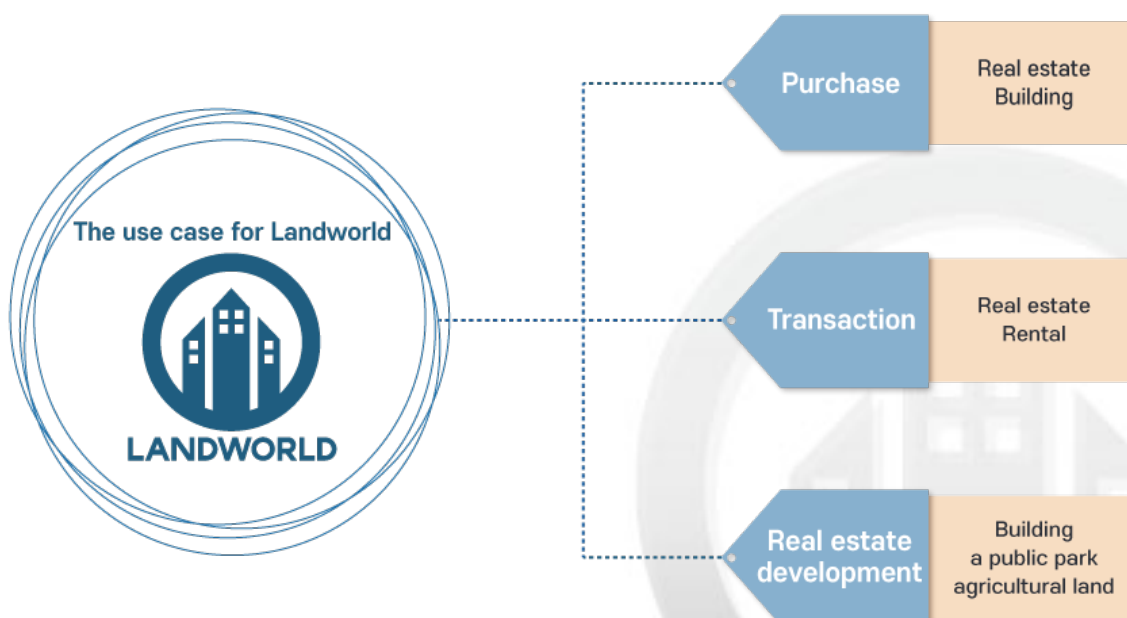 The use case for Landworld
LANDWORLD
Purchase
Real estate
Building
Transaction
Real estate
Rental
Real estate
development
Building
a public park
agricultural land